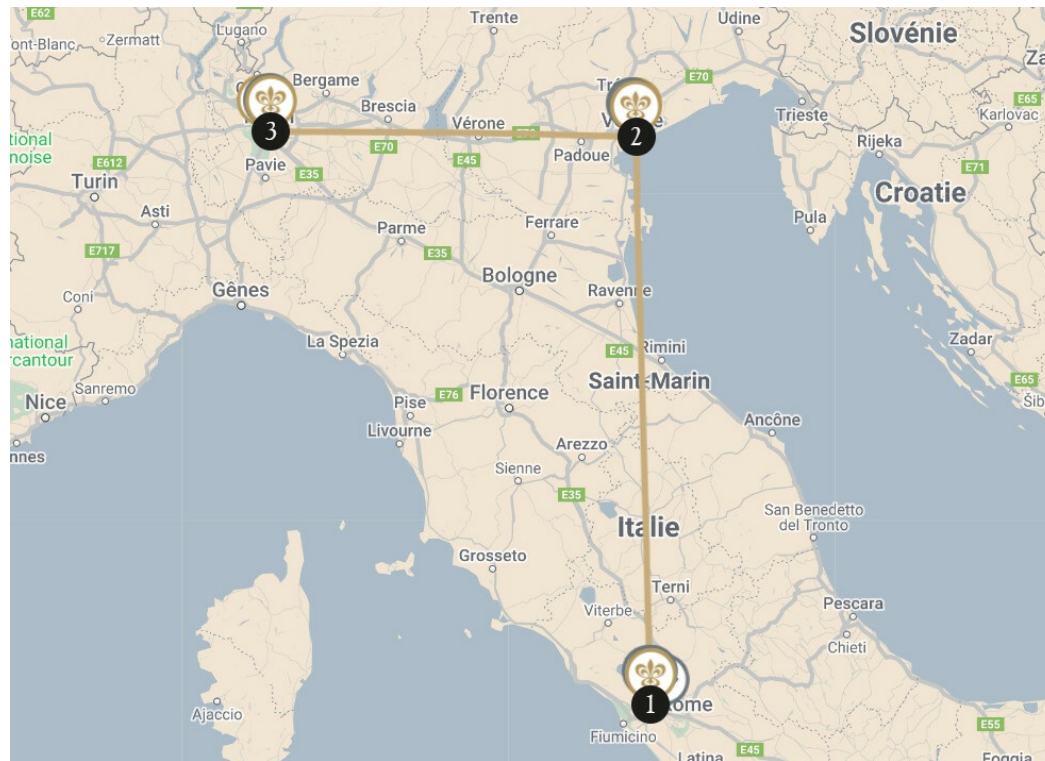 E62
Trente
Udine
Slovénie
ont-Blanc
Zermatt
Lugano
E70
Bergame
Brescia
Trieste
E65
Karlovac
Vérone
Padoue
Rijeka
3
2
tional
noise
E612
E70
E45
E71
Pavie
E35
Turin
Croatie
Asti
Ferrare
Pula
Parme
E717
E35
Bologne
Coni
Gênes
Ravenne
national
rcantour
La Spezia
E45
Rimini
Zadar
Sanremo
E76
Florence
Saint-Marin
E65
Nice
Pise
Ancône
Livourne
nnes
Arezzo
Sienne
E35
San Benedetto
del Tronto
Italie
Grosseto
Terni
Viterbe
Pescara
Chieti
1
Rome
Ajaccio
Fiumicino
E55
E45
Latina
Foggia